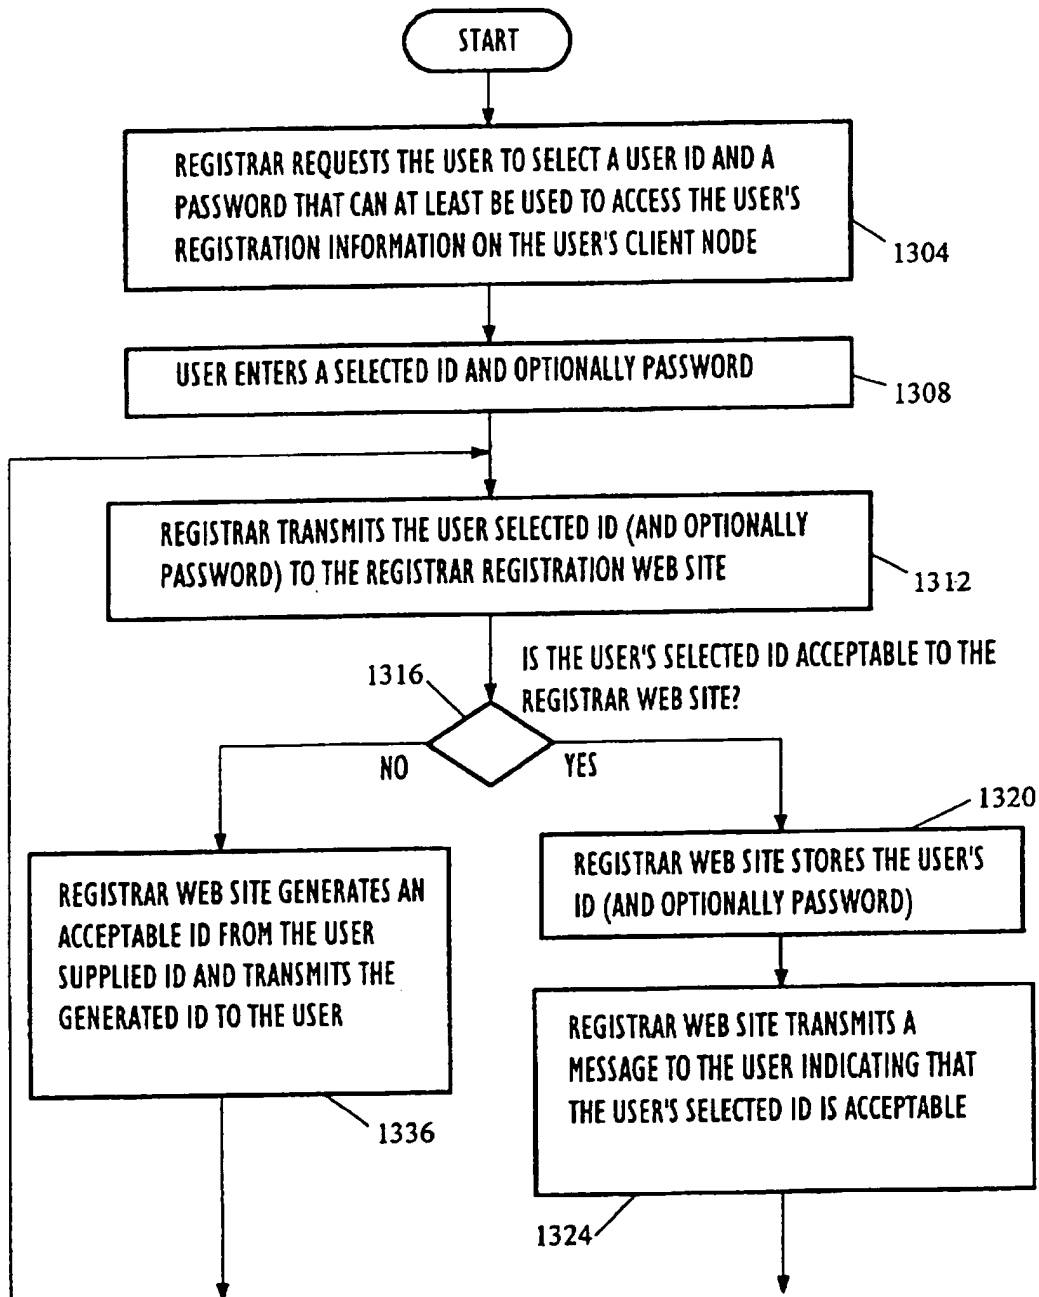 START
REGISTRAR REQUESTS THE USER TO SELECT A USER ID AND A
PASSWORD THAT CAN AT LEAST BE USED TO ACCESS THE USER'S
REGISTRATION INFORMATION ON THE USER'S CLIENT NODE
1304
USER ENTERS A SELECTED ID AND OPTIONALLY PASSWORD
1308
REGISTRAR TRANSMITS THE USER SELECTED ID (AND OPTIONALLY
PASSWORD) TO THE REGISTRAR REGISTRATION WEB SITE
1312
IS THE USER'S SELECTED ID ACCEPTABLE TO THE
REGISTRAR WEB SITE?
1316
NO
YES
1320
REGISTRAR WEB SITE STORES THE USER'S
ID (AND OPTIONALLY PASSWORD)
REGISTRAR WEB SITE GENERATES AN
ACCEPTABLE ID FROM THE USER
SUPPLIED ID AND TRANSMITS THE
GENERATED ID TO THE USER
1336
REGISTRAR WEB SITE TRANSMITS A
MESSAGE TO THE USER INDICATING THAT
THE USER'S SELECTED ID IS ACCEPTABLE
1324